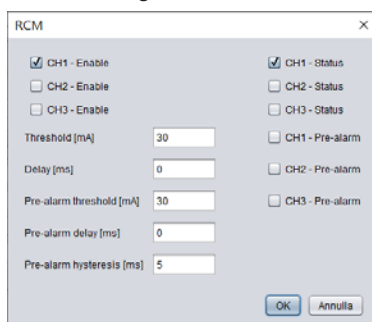 RCM ×
CH1 - Enable CH1 - Status
CH2 - Enable CH2 - Status
CH3 - Enable CH3 - Status
Threshold [mA] 30 CH1 - Pre-alarm
Delay [ms] 0 CH2 - Pre-alarm
Pre-alarm threshold [mA] 30 CH3 - Pre-alarm
Pre-alarm delay [ms] 0
Pre-alarm hysteresis [ms] 5
OK Annulla